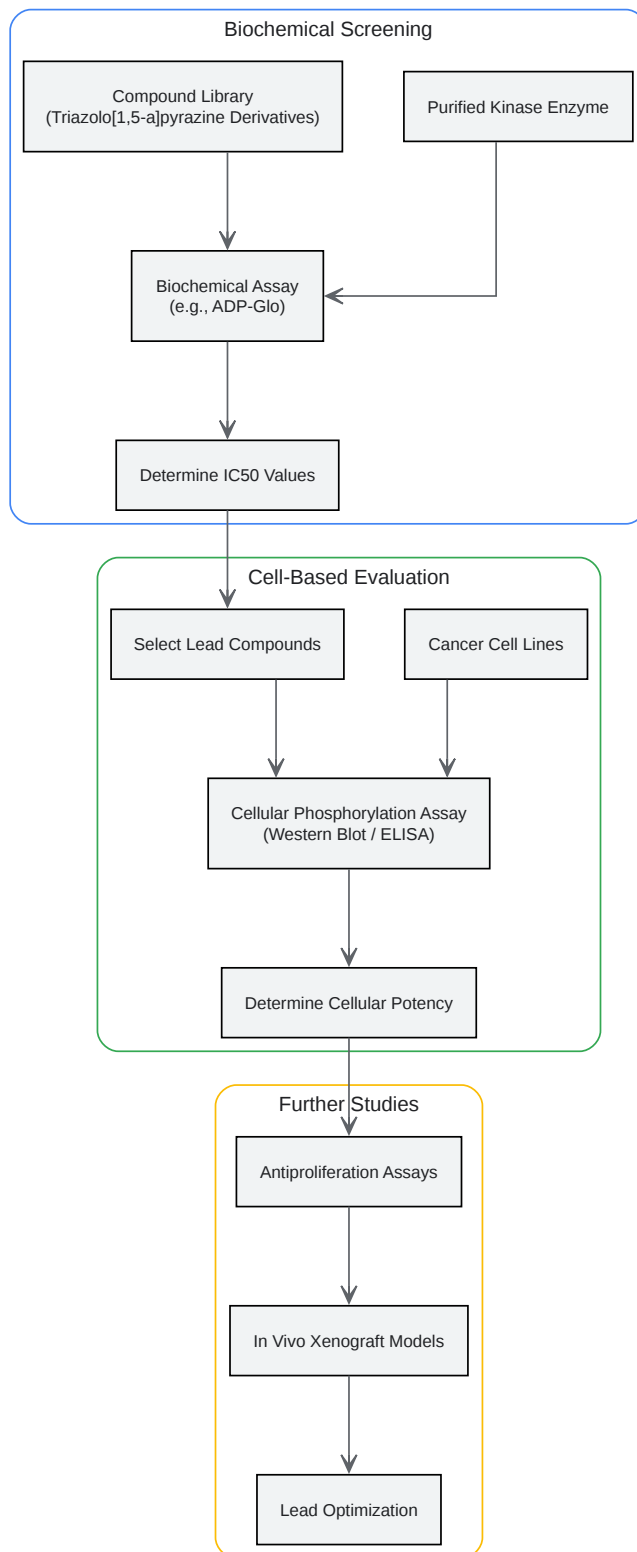 Biochemical Screening
Compound Library
(Triazolo[1,5-a]pyrazine Derivatives)
Purified Kinase Enzyme
Biochemical Assay
(e.g., ADP-Glo)
Determine IC50 Values
Cell-Based Evaluation
Select Lead Compounds
Cancer Cell Lines
Cellular Phosphorylation Assay
(Western Blot / ELISA)
Determine Cellular Potency
Further Studies
Antiproliferation Assays
In Vivo Xenograft Models
Lead Optimization